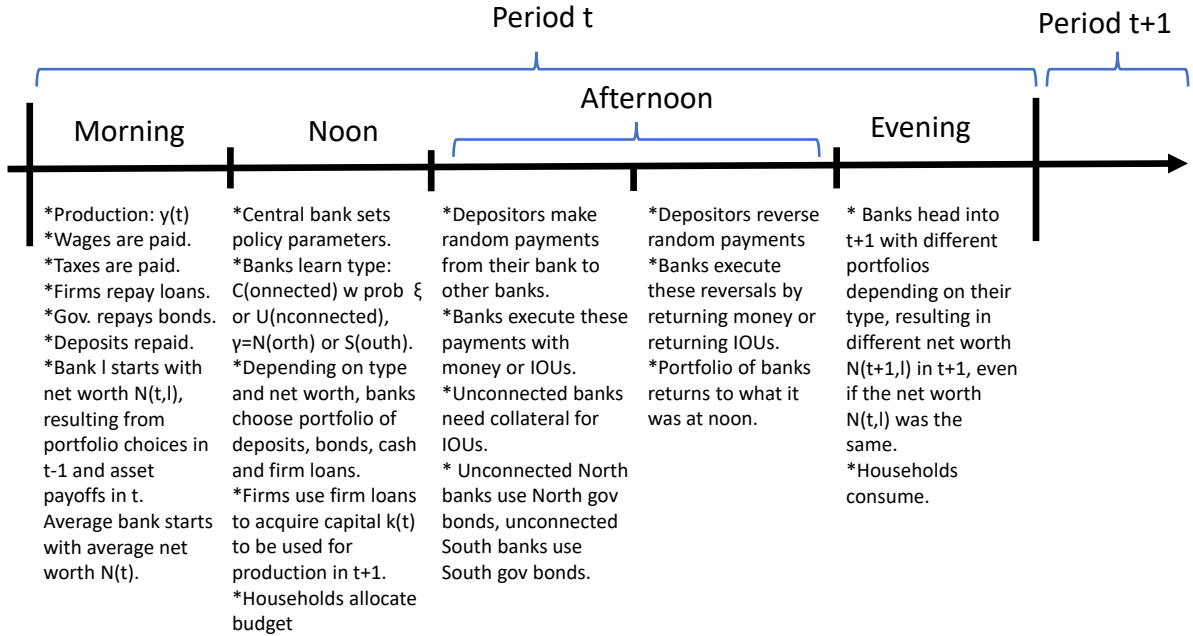 Period t
Period t+1
Afternoon
Morning
Noon
Evening
*Production: y(t)
*Wages are paid.
*Taxes are paid.
*Firms repay loans.
*Gov. repays bonds.
*Deposits repaid.
*Bank l starts with
net worth N(t,l),
resulting from
portfolio choices in
t-1 and asset
payoffs in t.
Average bank starts
with average net
worth N(t).
*Central bank sets
policy parameters.
*Banks learn type:
C(onnected) w prob ξ
or U(nconnected),
γ=N(orth) or S(outh).
*Depending on type
and net worth, banks
choose portfolio of
deposits, bonds, cash
and firm loans.
*Firms use firm loans
to acquire capital k(t)
to be used for
production in t+1.
*Households allocate
budget
*Depositors make
random payments
from their bank to
other banks.
*Banks execute these
payments with
money or IOUs.
*Unconnected banks
need collateral for
IOUs.
* Unconnected North
banks use North gov
bonds, unconnected
South banks use
South gov bonds.
*Depositors reverse
random payments
*Banks execute
these reversals by
returning money or
returning IOUs.
*Portfolio of banks
returns to what it
was at noon.
* Banks head into
t+1 with different
portfolios
depending on their
type, resulting in
different net worth
N(t+1,l) in t+1, even
if the net worth
N(t,l) was the
same.
*Households
consume.